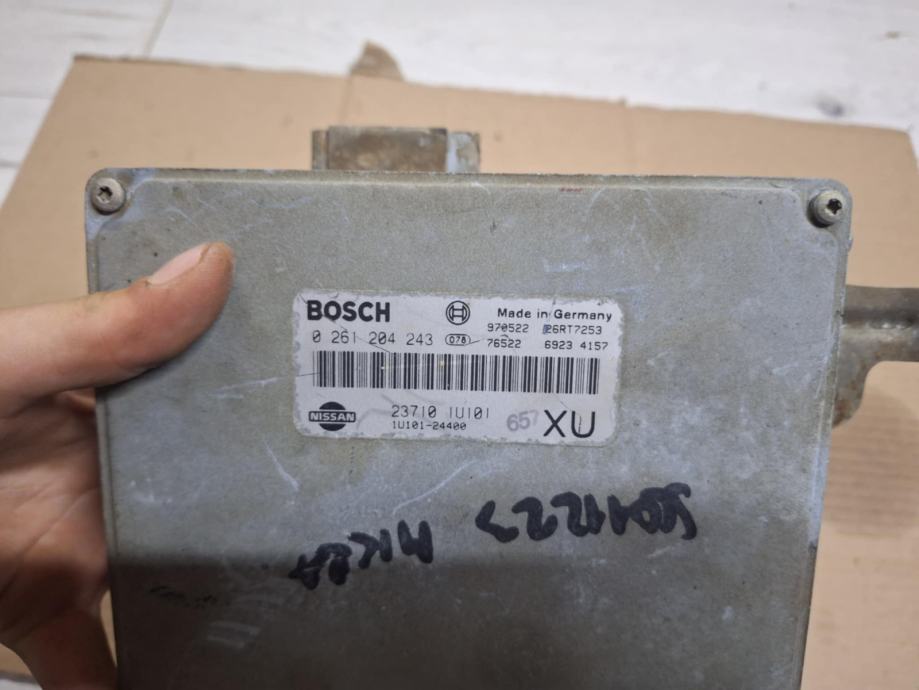 BOSCH
Made in Germany
0 261 204 243 078
970522 26RT7253
76522 6923 4157
NISSAN
23710 1U101
1U101-24400
657 XU
MICRA